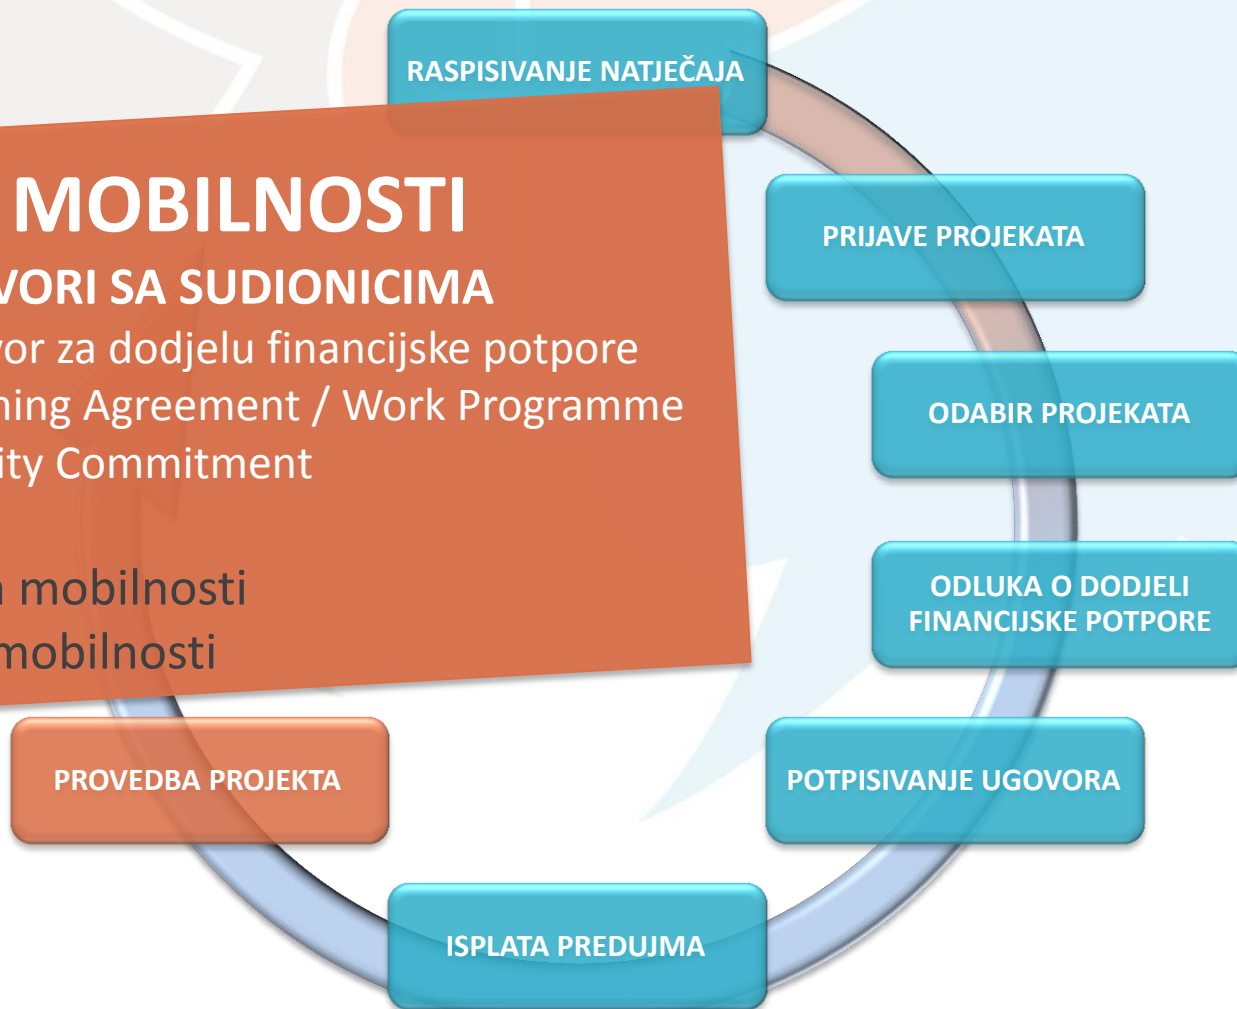 RASPISIVANJE NATJEČAJA
MOBILNOSTI
VORI SA SUDIONICIMA
vor za dodjelu financijske potpore
ning Agreement / Work Programme
ity Commitment
mobilnosti
mobilnosti
PRIJAVE PROJEKATA
ODABIR PROJEKATA
ODLUKA O DODJELI
FINANCIJSKE POTPORE
POTPISIVANJE UGOVORA
ISPLATA PREDUJMA
PROVEDBA PROJEKTA